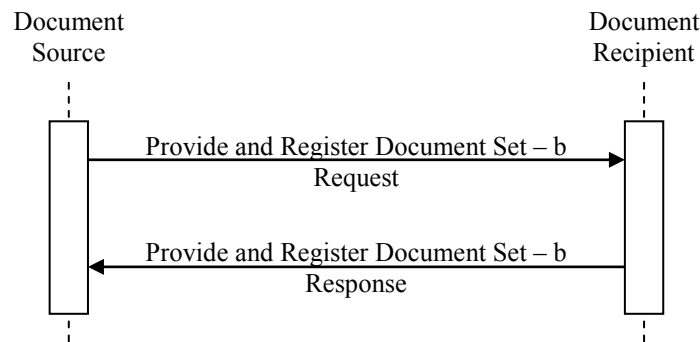 Document
Source
Document
Recipient
Provide and Register Document Set – b
Request
Provide and Register Document Set – b
Response